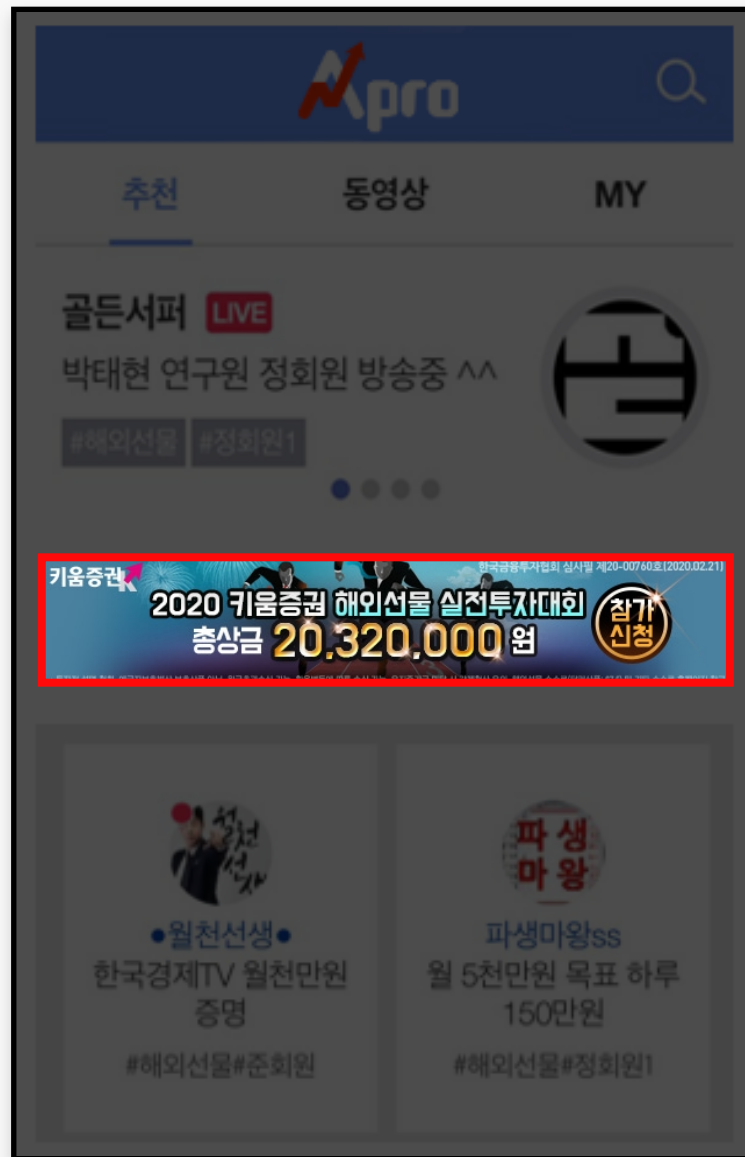 Apro
추천 동영상 MY
골든서퍼 LIVE
박태현 연구원 정회원 방송중 ^^
#해외선물 #정회원1
키움증권
한국금융투자협회 심사필 제20-00760호(2020.02.21)
2020 키움증권 해외선물 실전투자대회
총상금 20,320,000 원
참가
신청
월천선생
파생
마왕
●월천선생●
한국경제TV 월천만원
증명
#해외선물#준회원
파생마왕ss
월 5천만원 목표 하루
150만원
#해외선물#정회원1